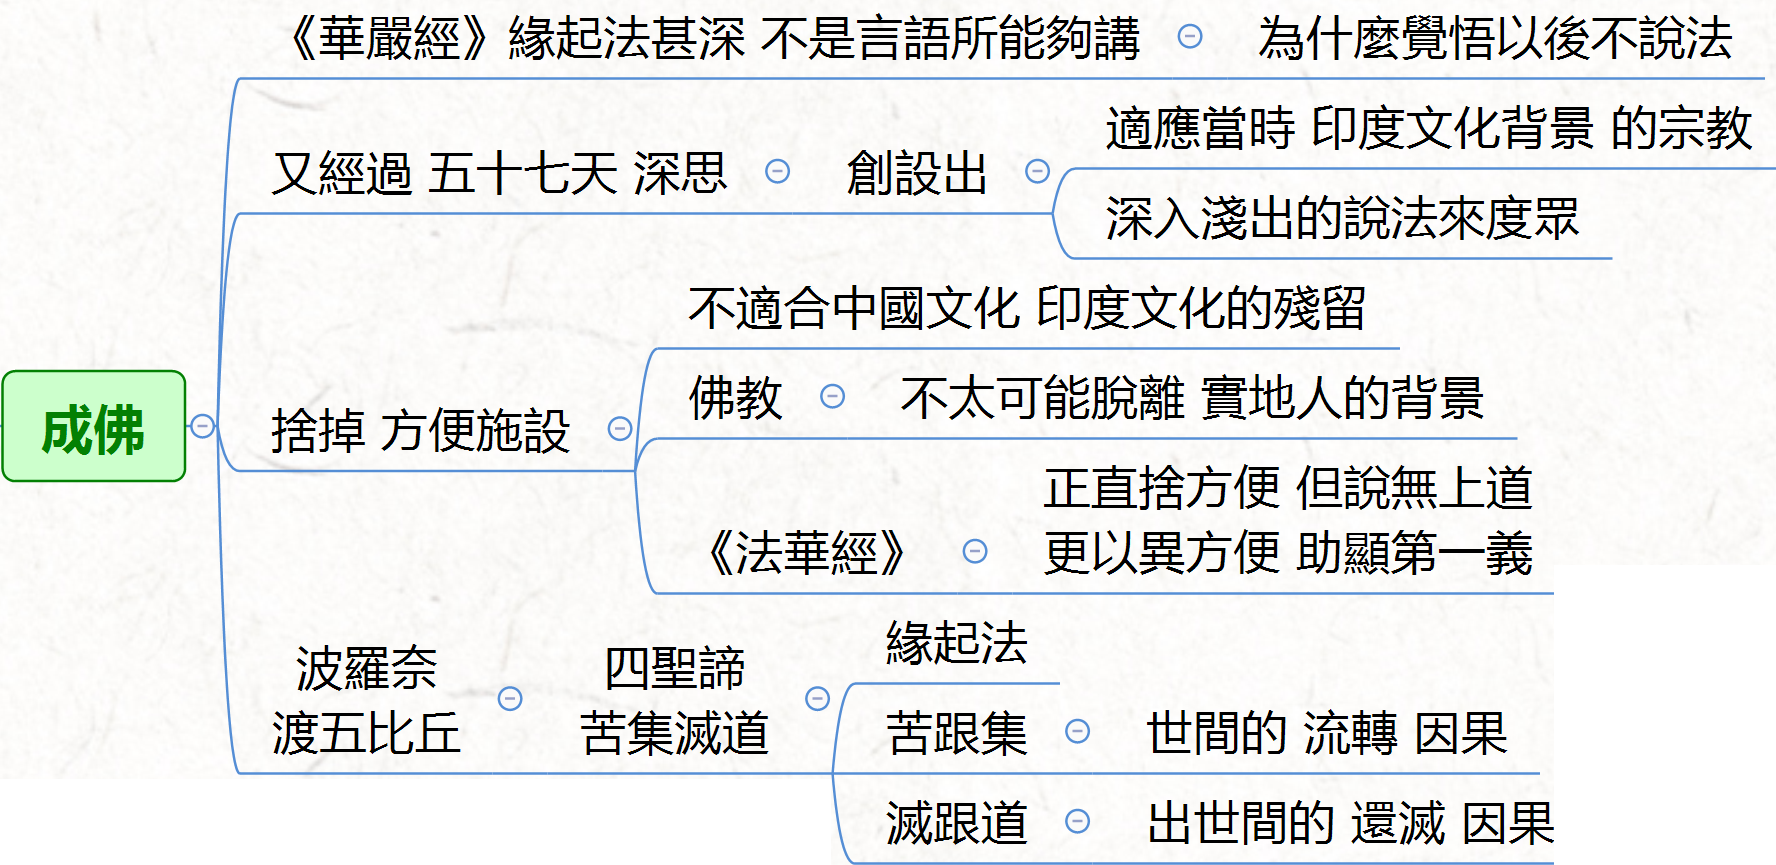 成佛
《華嚴經》緣起法甚深 不是言語所能夠講
為什麼覺悟以後不說法
又經過 五十七天 深思
創設出
適應當時 印度文化背景 的宗教
深入淺出的說法來度眾
捨掉 方便施設
不適合中國文化 印度文化的殘留
佛教
不太可能脫離 實地人的背景
《法華經》
正直捨方便 但說無上道
更以異方便 助顯第一義
波羅奈
渡五比丘
四聖諦
苦集滅道
緣起法
苦跟集
世間的 流轉 因果
滅跟道
出世間的 還滅 因果